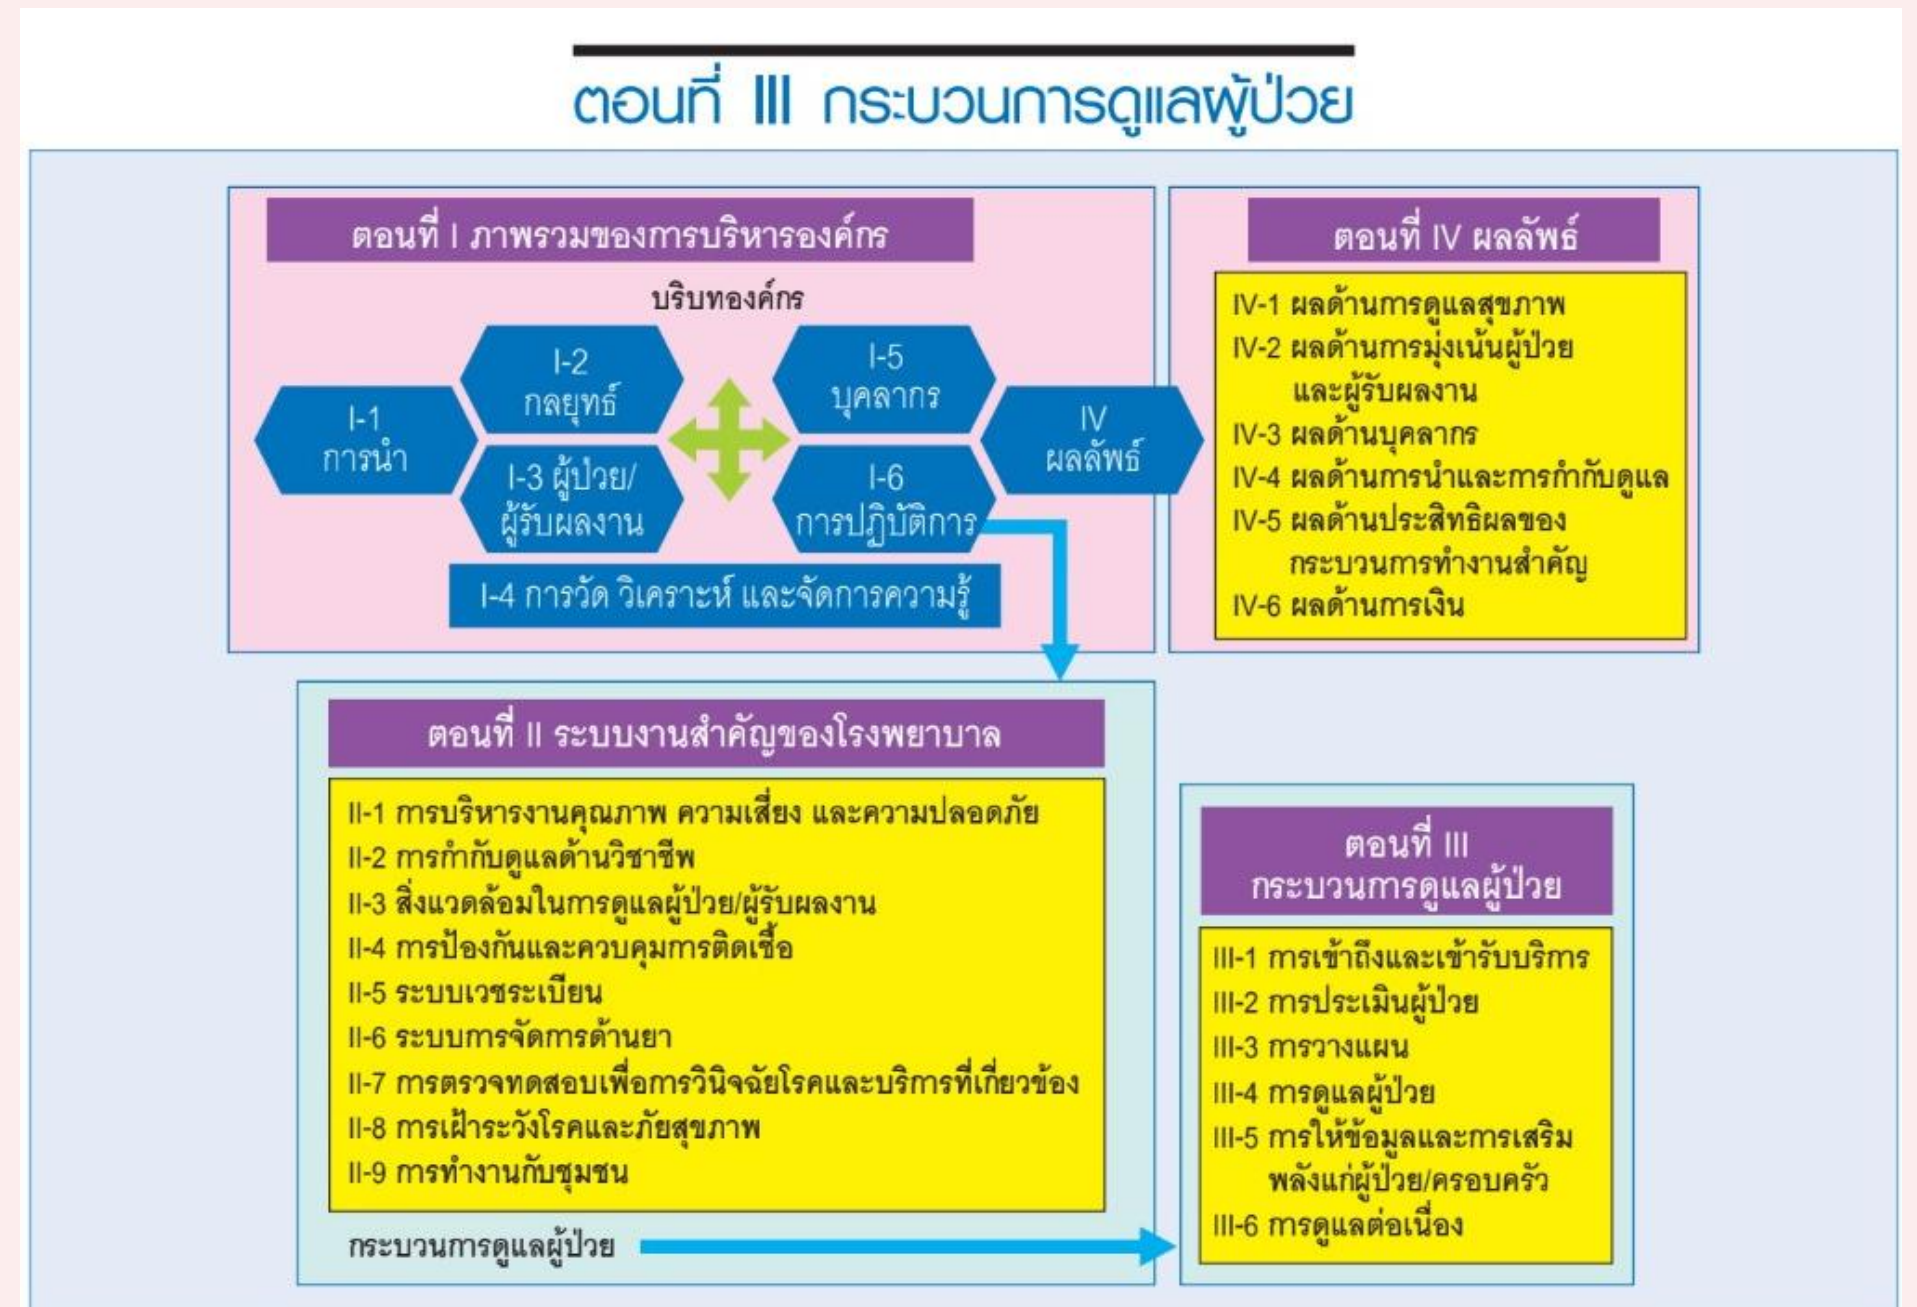 ตอนที่ III กระบวนการดูแลผู้ป่วย
ตอนที่ I ภาพรวมของการบริหารองค์กร
บริบทองค์กร
I-1
การนำ
I-2
กลยุทธ์
I-3 ผู้ป่วย/
ผู้รับผลงาน
I-5
บุคลากร
I-6
การปฏิบัติการ
IV
ผลลัพธ์
I-4 การวัด วิเคราะห์ และจัดการความรู้
ตอนที่ IV ผลลัพธ์
IV-1 ผลด้านการดูแลสุขภาพ
IV-2 ผลด้านการมุ่งเน้นผู้ป่วย
และผู้รับผลงาน
IV-3 ผลด้านบุคลากร
IV-4 ผลด้านการนำและการกำกับดูแล
IV-5 ผลด้านประสิทธิผลของ
กระบวนการทำงานสำคัญ
IV-6 ผลด้านการเงิน
ตอนที่ II ระบบงานสำคัญของโรงพยาบาล
II-1 การบริหารงานคุณภาพ ความเสี่ยง และความปลอดภัย
II-2 การกำกับดูแลด้านวิชาชีพ
II-3 สิ่งแวดล้อมในการดูแลผู้ป่วย/ผู้รับผลงาน
II-4 การป้องกันและควบคุมการติดเชื้อ
II-5 ระบบเวชระเบียน
II-6 ระบบการจัดการด้านยา
II-7 การตรวจทดสอบเพื่อการวินิจฉัยโรคและบริการที่เกี่ยวข้อง
II-8 การเฝ้าระวังโรคและภัยสุขภาพ
II-9 การทำงานกับชุมชน
กระบวนการดูแลผู้ป่วย
ตอนที่ III
กระบวนการดูแลผู้ป่วย
III-1 การเข้าถึงและเข้ารับบริการ
III-2 การประเมินผู้ป่วย
III-3 การวางแผน
III-4 การดูแลผู้ป่วย
III-5 การให้ข้อมูลและการเสริม
พลังแก่ผู้ป่วย/ครอบครัว
III-6 การดูแลต่อเนื่อง